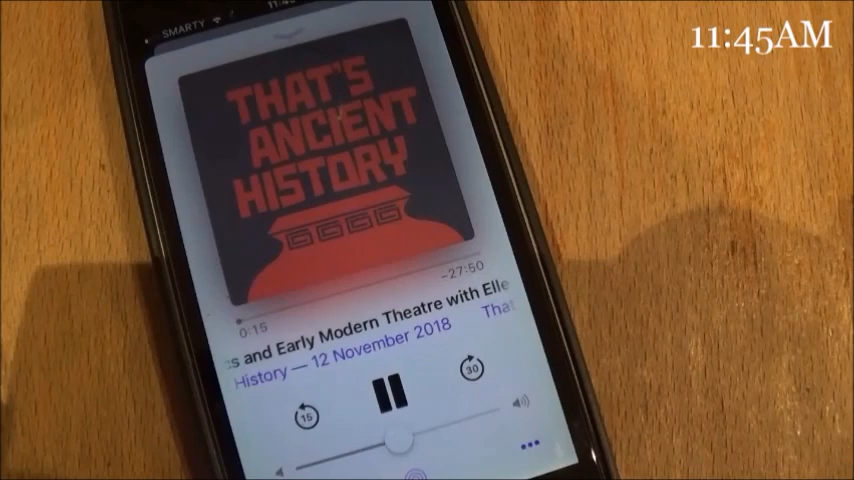 11:45AM
SMARTY
THAT'S
ANCIENT
HISTORY
0:15
-27:50
and Early Modern Theatre with Elle
History — 12 November 2018
That
15
30